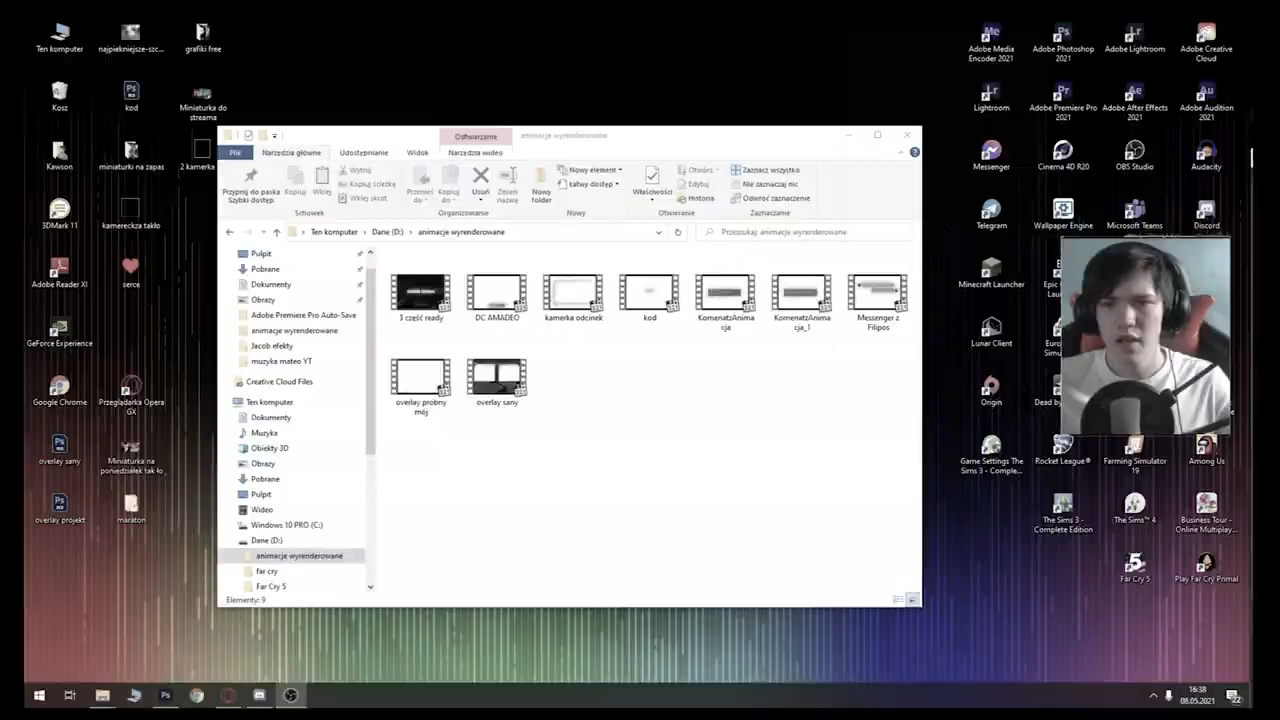 Ten komputer
najpiekniejsze-szc...
grafiki free
Kosz
kod
Miniaturka do
streama
Kawson
miniaturki na zapas
2 kamerka
3DMark 11
kamereczka takło
Adobe Reader XI
serce
GeForce Experience
Google Chrome
Przeglądarka Opera
GX
overlay sany
Miniaturka na
poniedziałek tak ło
overlay projekt
maraton
Odtwarzanie
animacje wyrenderowane
Plik
Narzędzia główne
Udostępnianie
Widok
Narzędzia wideo
Przypnij do paska
Szybki dostęp
Kopiuj
Wklej
Wytnij
Kopiuj ścieżkę
Wklej skrót
Schowek
Przenieś
do
Kopiuj
do
Usuń
Zmień
nazwę
Organizowanie
Nowy
folder
Nowy element
Łatwy dostęp
Nowy
Właściwości
Otwórz
Edytuj
Historia
Otwieranie
Zaznacz wszystko
Nie zaznaczaj nic
Odwróć zaznaczenie
Zaznaczanie
Ten komputer > Dane (D:) > animacje wyrenderowane
Przeszukaj: animacje wyrenderowane
Pulpit
Pobrane
Dokumenty
Obrazy
Adobe Premiere Pro Auto-Save
animacje wyrenderowane
Jacob efekty
muzyka mateo YT
Creative Cloud Files
Ten komputer
Dokumenty
Muzyka
Obiekty 3D
Obrazy
Pobrane
Pulpit
Wideo
Windows 10 PRO (C:)
Dane (D:)
animacje wyrenderowane
far cry
Far Cry 5
3 część ready
DC AMADEO
kamerka odcinek
kod
KomenatzAnima
cja
KomenatzAnima
cja_1
Messenger z
Filipos
overlay próbny
mój
overlay sany
Elementy: 9
Adobe Media
Encoder 2021
Adobe Photoshop
2021
Adobe Lightroom
Adobe Creative
Cloud
Lightroom
Adobe Premiere Pro
2021
Adobe After Effects
2021
Adobe Audition
2021
Messenger
Cinema 4D R20
OBS Studio
Audacity
Telegram
Wallpaper Engine
Microsoft Teams
Discord
Minecraft Launcher
Lunar Client
Origin
Dead by
Game Settings The
Sims 3 - Comple...
Rocket League®
Farming Simulator
19
Among Us
The Sims 3 -
Complete Edition
The Sims™ 4
Business Tour -
Online Multiplay...
Far Cry 5
Play Far Cry Primal
16:38
08.05.2021
22